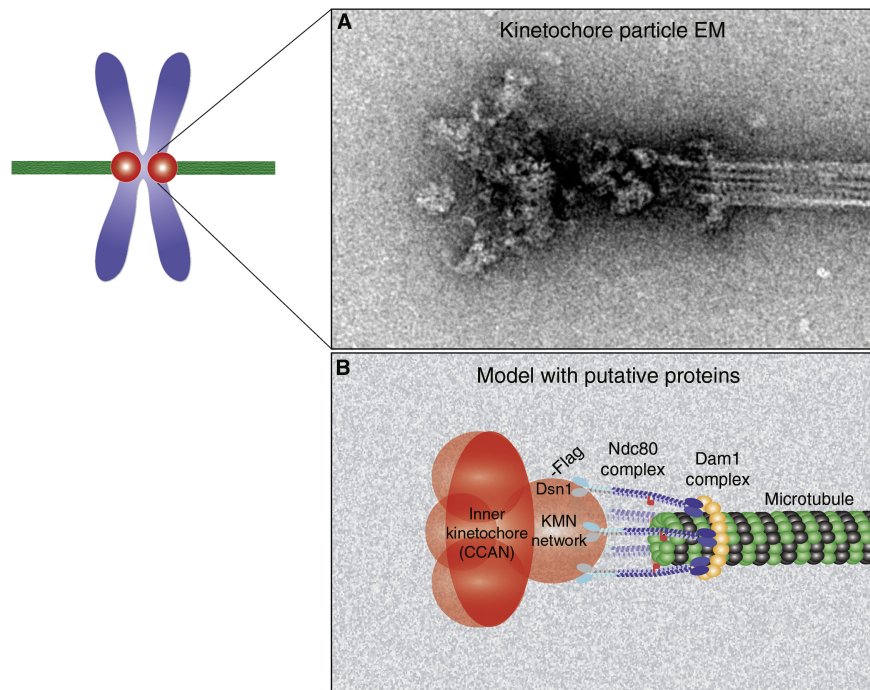 A
Kinetochore particle EM
B
Model with putative proteins
-Flag
Ndc80
complex
Dam1
complex
Dsn1
Microtubule
Inner
kinetochore
(CCAN)
KMN
network